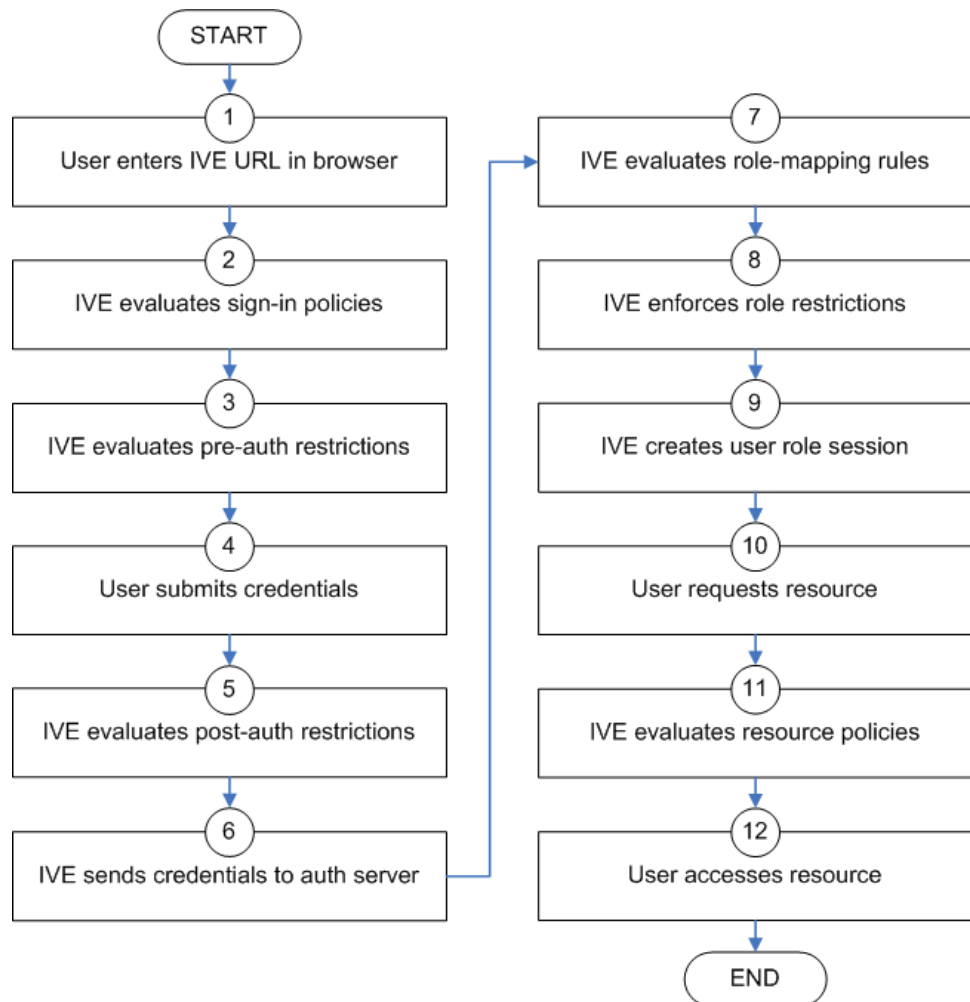 START
1
User enters IVE URL in browser
2
IVE evaluates sign-in policies
3
IVE evaluates pre-auth restrictions
4
User submits credentials
5
IVE evaluates post-auth restrictions
6
IVE sends credentials to auth server
7
IVE evaluates role-mapping rules
8
IVE enforces role restrictions
9
IVE creates user role session
10
User requests resource
11
IVE evaluates resource policies
12
User accesses resource
END